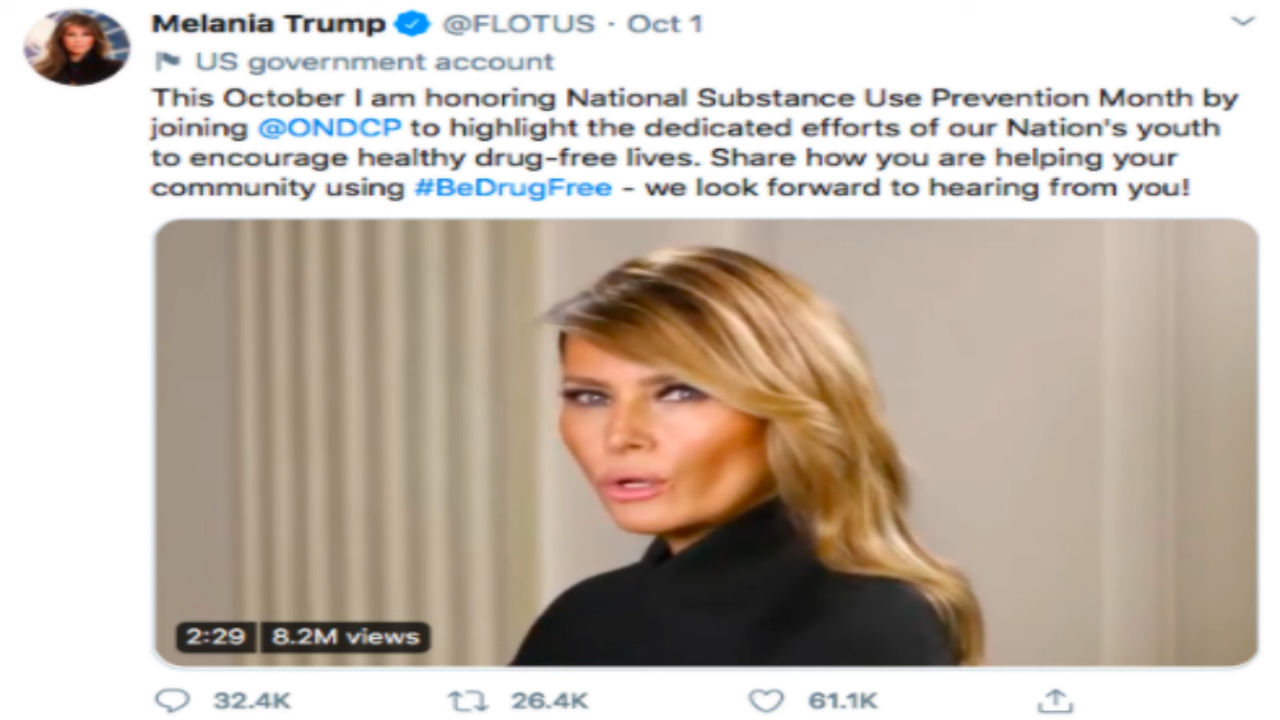 Melania Trump @FLOTUS · Oct 1
US government account
This October I am honoring National Substance Use Prevention Month by
joining @ONDCP to highlight the dedicated efforts of our Nation's youth
to encourage healthy drug-free lives. Share how you are helping your
community using #BeDrugFree - we look forward to hearing from you!
2:29 8.2M views
32.4K 26.4K 61.1K